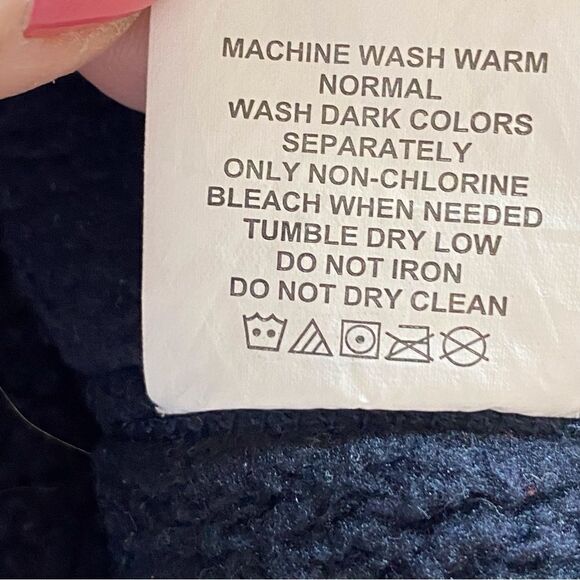 MACHINE WASH WARM
NORMAL
WASH DARK COLORS
SEPARATELY
ONLY NON-CHLORINE
BLEACH WHEN NEEDED
TUMBLE DRY LOW
DO NOT IRON
DO NOT DRY CLEAN